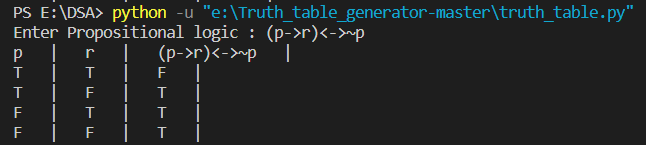 PS E:\DSA> python -u "e:\Truth_table_generator-master\truth_table.py"
Enter Propositional logic : (p->r)<->~p
p | r | (p->r)<->~p |
T | T | F |
T | F | T |
F | T | T |
F | F | T |